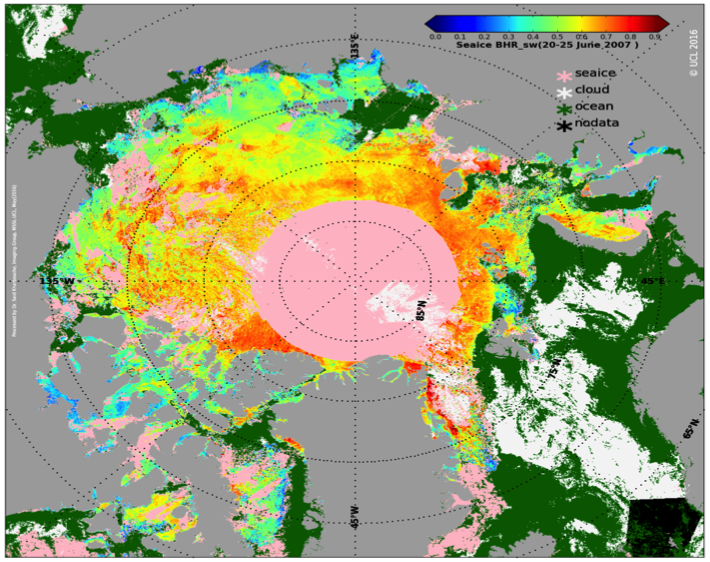 0.0 0.1 0.2 0.3 0.4 0.5 0.6 0.7 0.8 0.9
Seaice BHR_sw(20-25 June 2007 )
© UCL 2016
seaice
cloud
ocean
nodata
135°E
135°W
45°E
85°N
75°N
65°N
45°W